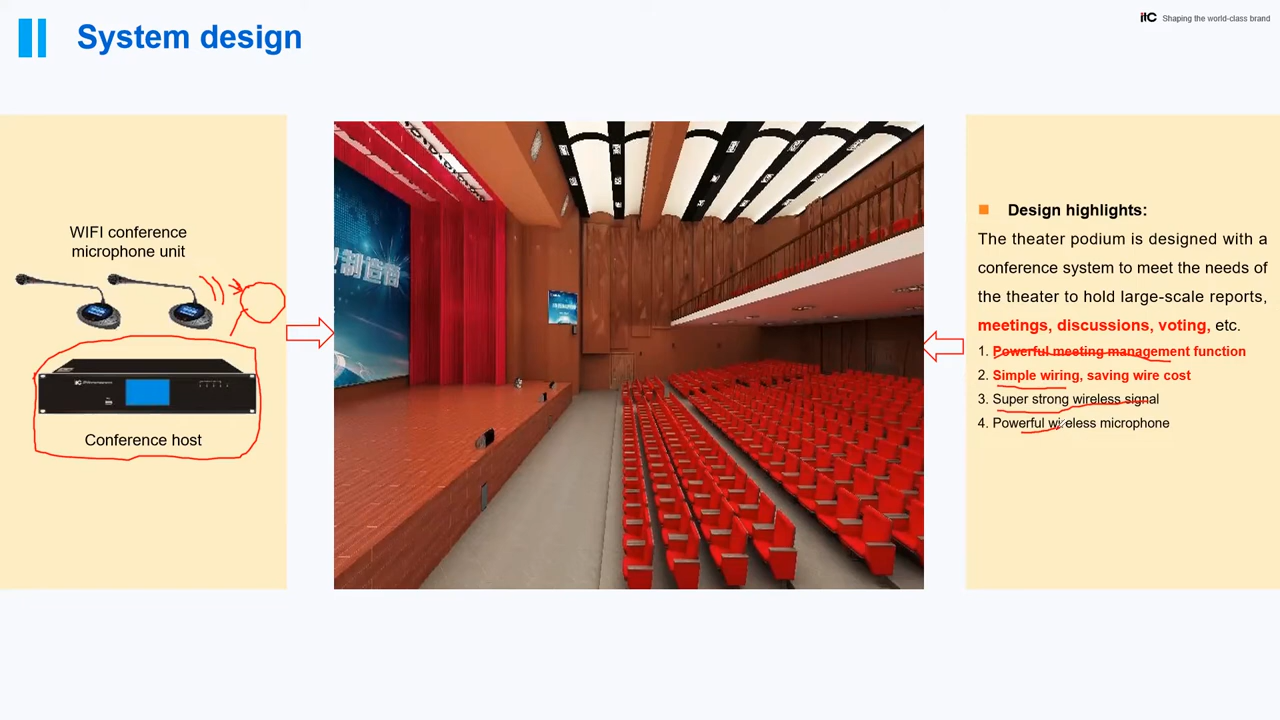 System design
itC Shaping the world-class brand
WIFI conference
microphone unit
Conference host
制造商
Design highlights:
The theater podium is designed with a
conference system to meet the needs of
the theater to hold large-scale reports,
meetings, discussions, voting, etc.
1. Powerful meeting management function
2. Simple wiring, saving wire cost
3. Super strong wireless signal
4. Powerful wireless microphone